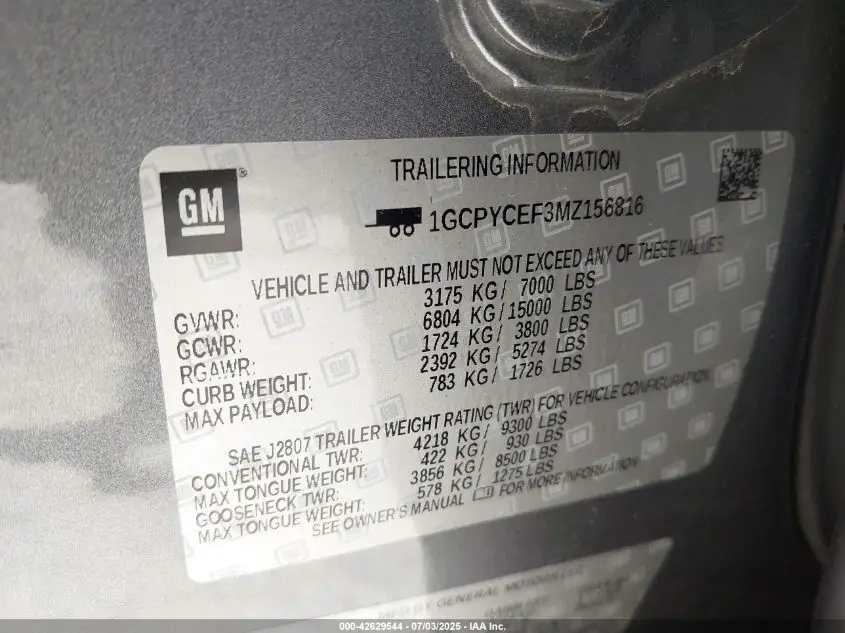 TRAILERING INFORMATION
GM ®
1GCPYCEF3MZ156816
VEHICLE AND TRAILER MUST NOT EXCEED ANY OF THESE VALUES
GVWR: 3175 KG/ 7000 LBS
GCWR: 6804 KG/15000 LBS
RGAWR: 1724 KG/ 3800 LBS
CURB WEIGHT: 2392 KG/ 5274 LBS
MAX PAYLOAD: 783 KG/ 1726 LBS
SAE J2807 TRAILER WEIGHT RATING (TWR) FOR VEHICLE CONFIGURATION
CONVENTIONAL TWR: 4218 KG/ 9300 LBS
MAX TONGUE WEIGHT: 422 KG/ 930 LBS
GOOSENECK TWR: 3856 KG/ 8500 LBS
MAX TONGUE WEIGHT: 578 KG/ 1275 LBS
SEE OWNER'S MANUAL FOR MORE INFORMATION
BY GENERAL MOTORS LLC
000-42629544 - 07/03/2025 - IAA Inc.